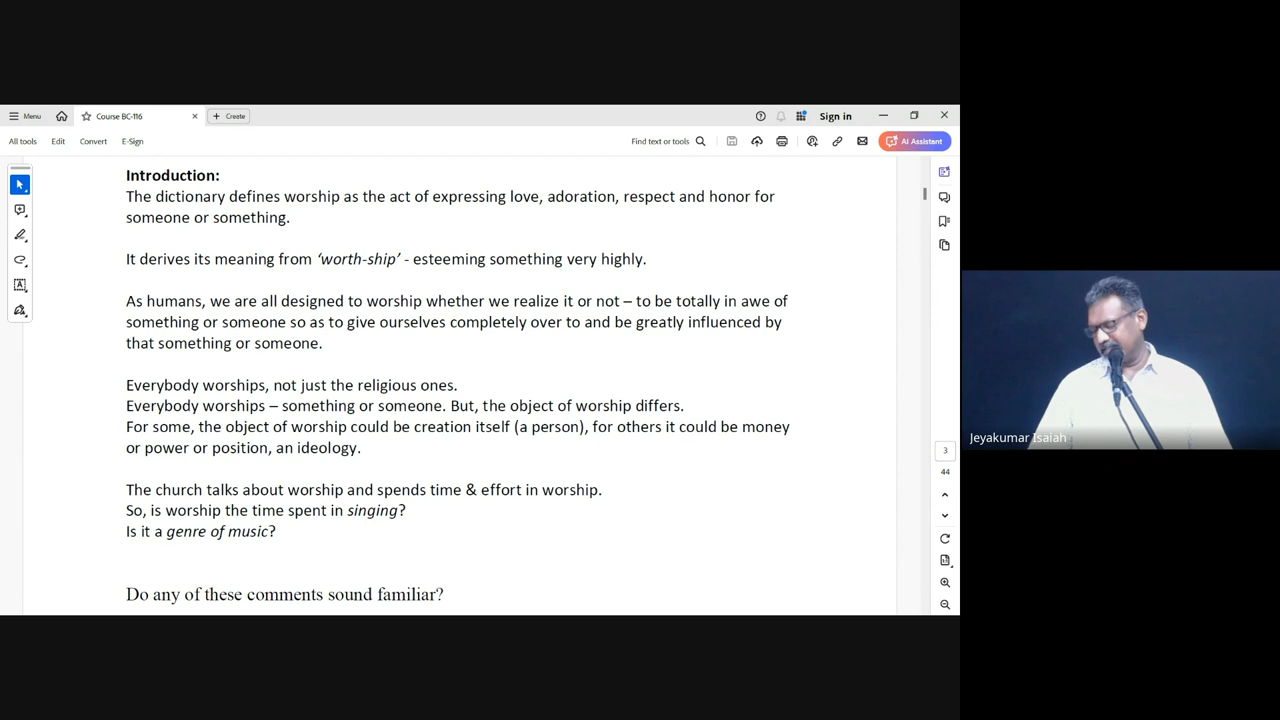 Menu
Course BC-116
Create
Sign in
All tools
Edit
Convert
E-Sign
Find text or tools
AI Assistant
Introduction:
The dictionary defines worship as the act of expressing love, adoration, respect and honor for
someone or something.
It derives its meaning from ‘worth-ship’ - esteeming something very highly.
As humans, we are all designed to worship whether we realize it or not – to be totally in awe of
something or someone so as to give ourselves completely over to and be greatly influenced by
that something or someone.
Everybody worships, not just the religious ones.
Everybody worships – something or someone. But, the object of worship differs.
For some, the object of worship could be creation itself (a person), for others it could be money
or power or position, an ideology.
The church talks about worship and spends time & effort in worship.
So, is worship the time spent in singing?
Is it a genre of music?
Do any of these comments sound familiar?
3
44
Jeyakumar Isaiah